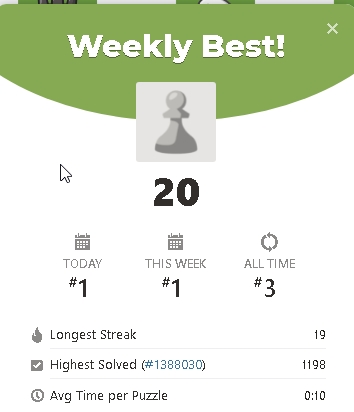 Weekly Best!
20
TODAY THIS WEEK ALL TIME
#1 #1 #3
Longest Streak 19
Highest Solved (#1388030) 1198
Avg Time per Puzzle 0:10